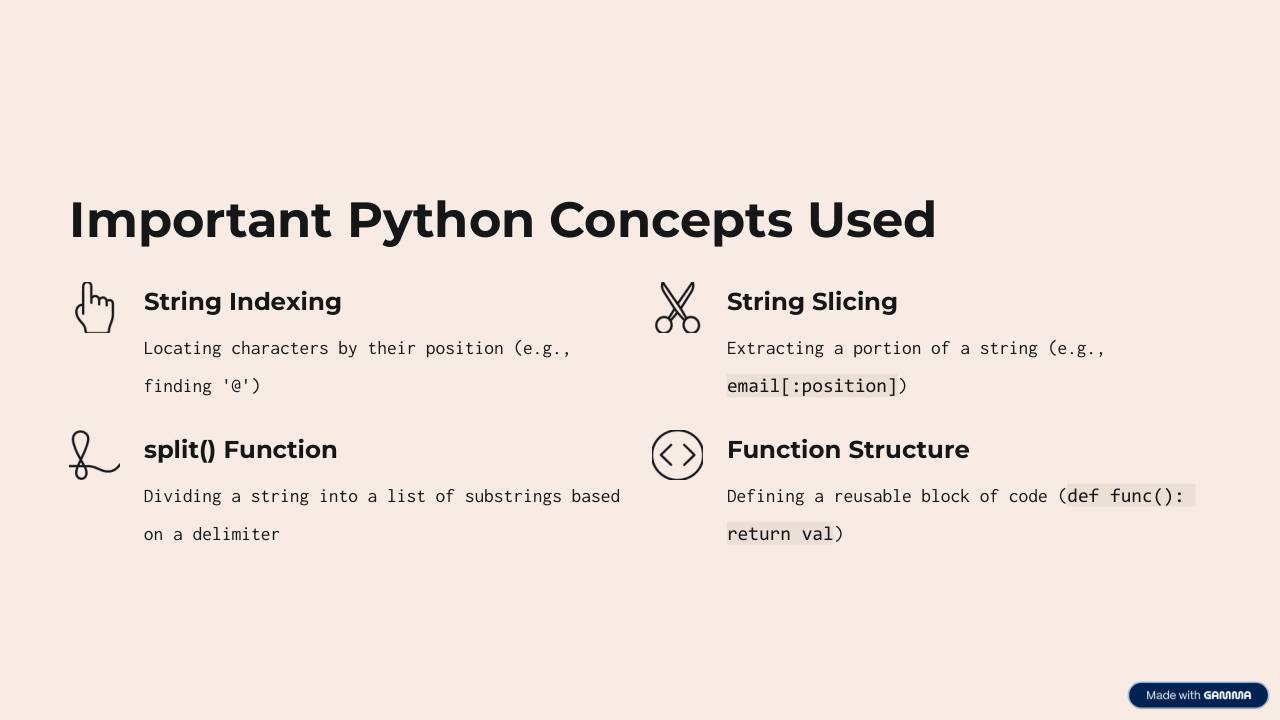 Important Python Concepts Used
String Indexing
Locating characters by their position (e.g.,
finding '@')
String Slicing
Extracting a portion of a string (e.g.,
email[:position])
split() Function
Dividing a string into a list of substrings based
on a delimiter
Function Structure
Defining a reusable block of code (def func():
return val)
Made with GAMMA